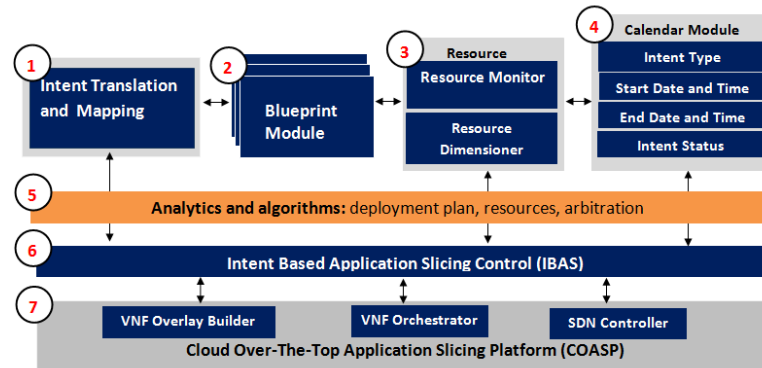 1
Intent Translation
and Mapping
2
Blueprint
Module
3
Resource
Resource Monitor
Resource
Dimensioner
4
Calendar Module
Intent Type
Start Date and Time
End Date and Time
Intent Status
5
Analytics and algorithms: deployment plan, resources, arbitration
6
Intent Based Application Slicing Control (IBAS)
7
VNF Overlay Builder
VNF Orchestrator
SDN Controller
Cloud Over-The-Top Application Slicing Platform (COASP)